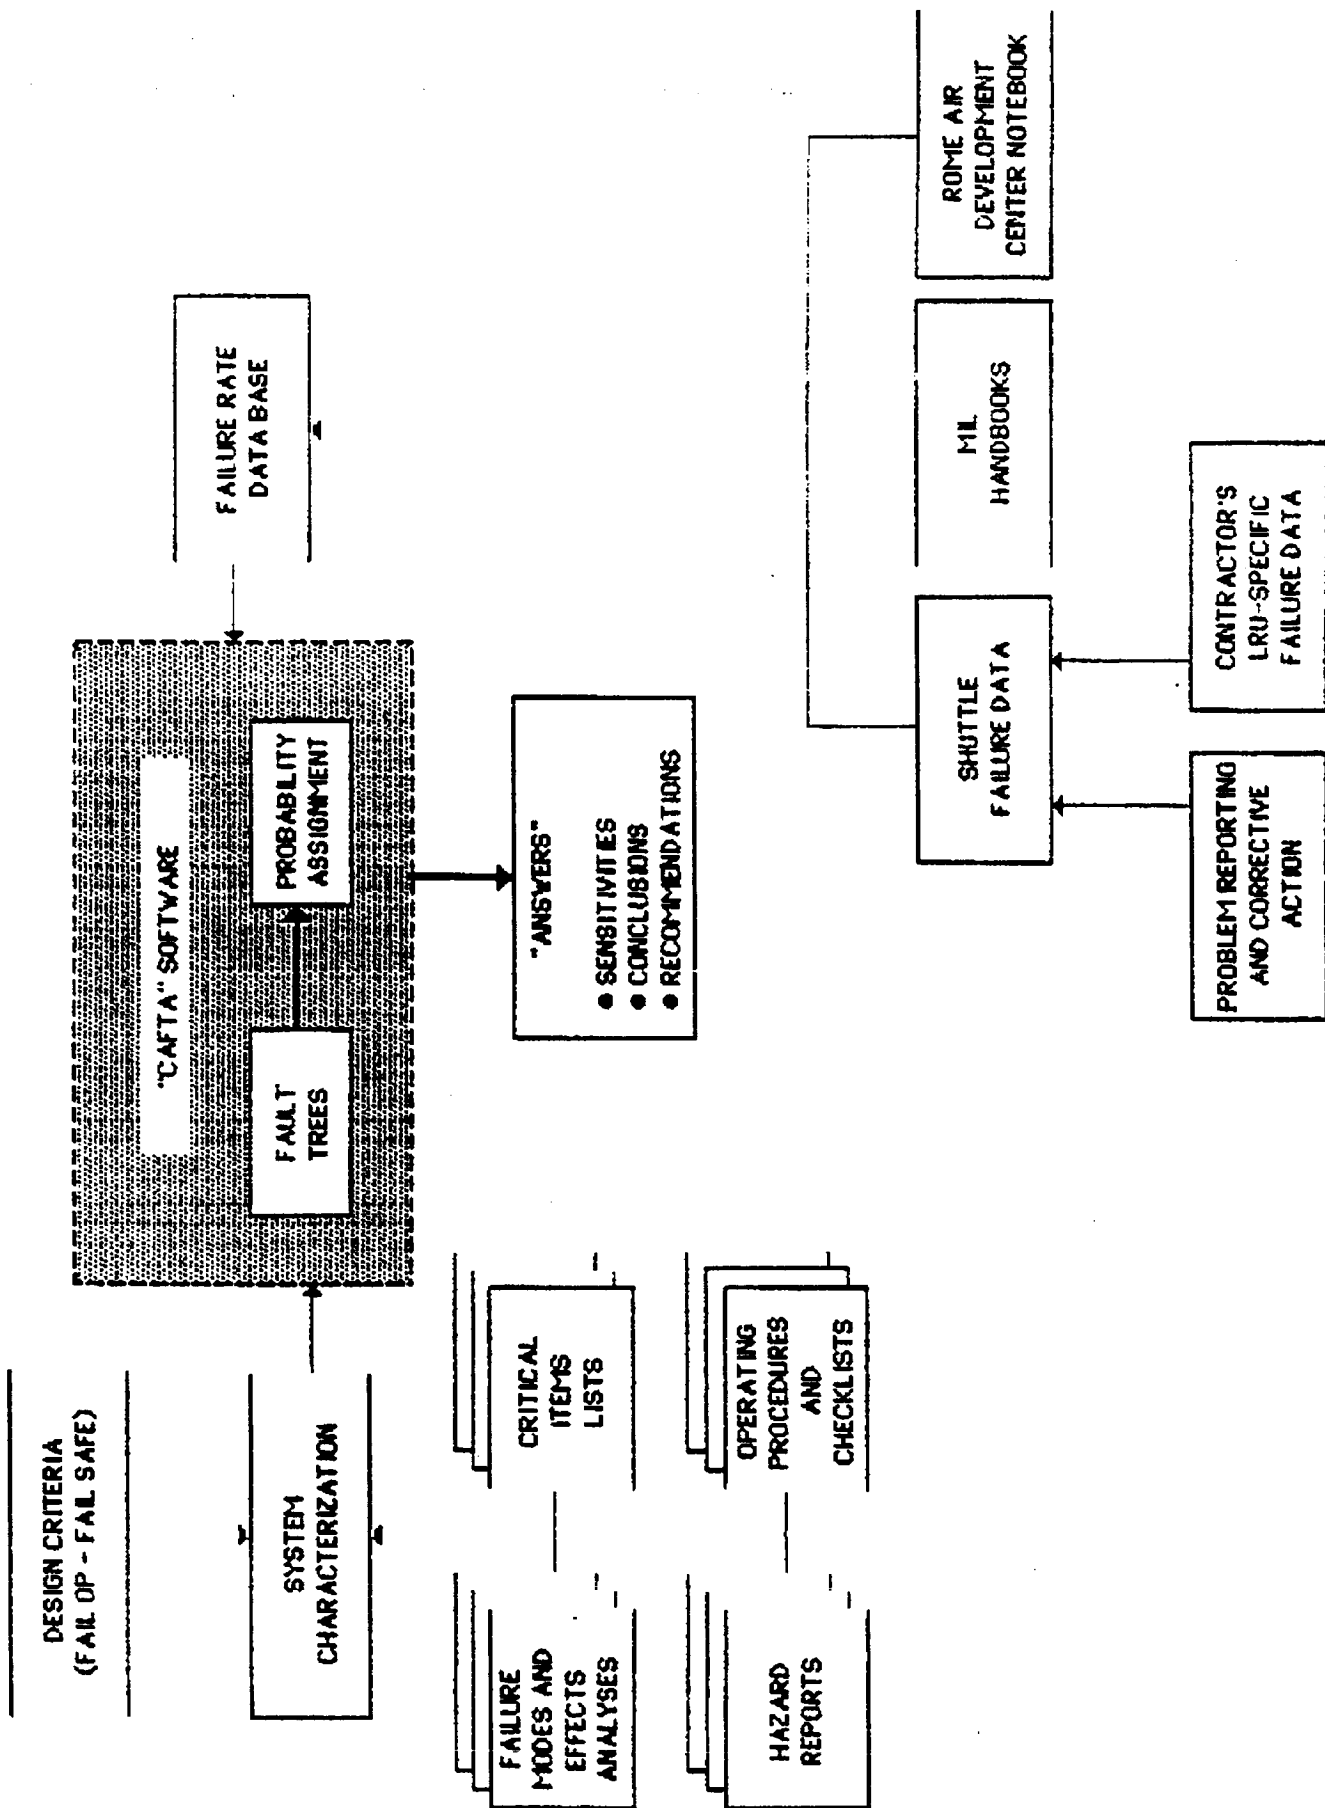 DESIGN CRITERIA
(FAIL OP - FAIL SAFE)
SYSTEM
CHARACTERIZATION
"CAFTA" SOFTWARE
FAULT
TREES
PROBABILITY
ASSIGNMENT
FAILURE RATE
DATA BASE
FAILURE
MODES AND
EFFECTS
ANALYSES
CRITICAL
ITEMS
LISTS
"ANSWERS"
● SENSITIVITIES
● CONCLUSIONS
● RECOMMENDATIONS
HAZARD
REPORTS
OPERATING
PROCEDURES
AND
CHECKLISTS
SHUTTLE
FAILURE DATA
MIL
HANDBOOKS
ROME AIR
DEVELOPMENT
CENTER NOTEBOOK
PROBLEM REPORTING
AND CORRECTIVE
ACTION
CONTRACTOR'S
LRU-SPECIFIC
FAILURE DATA